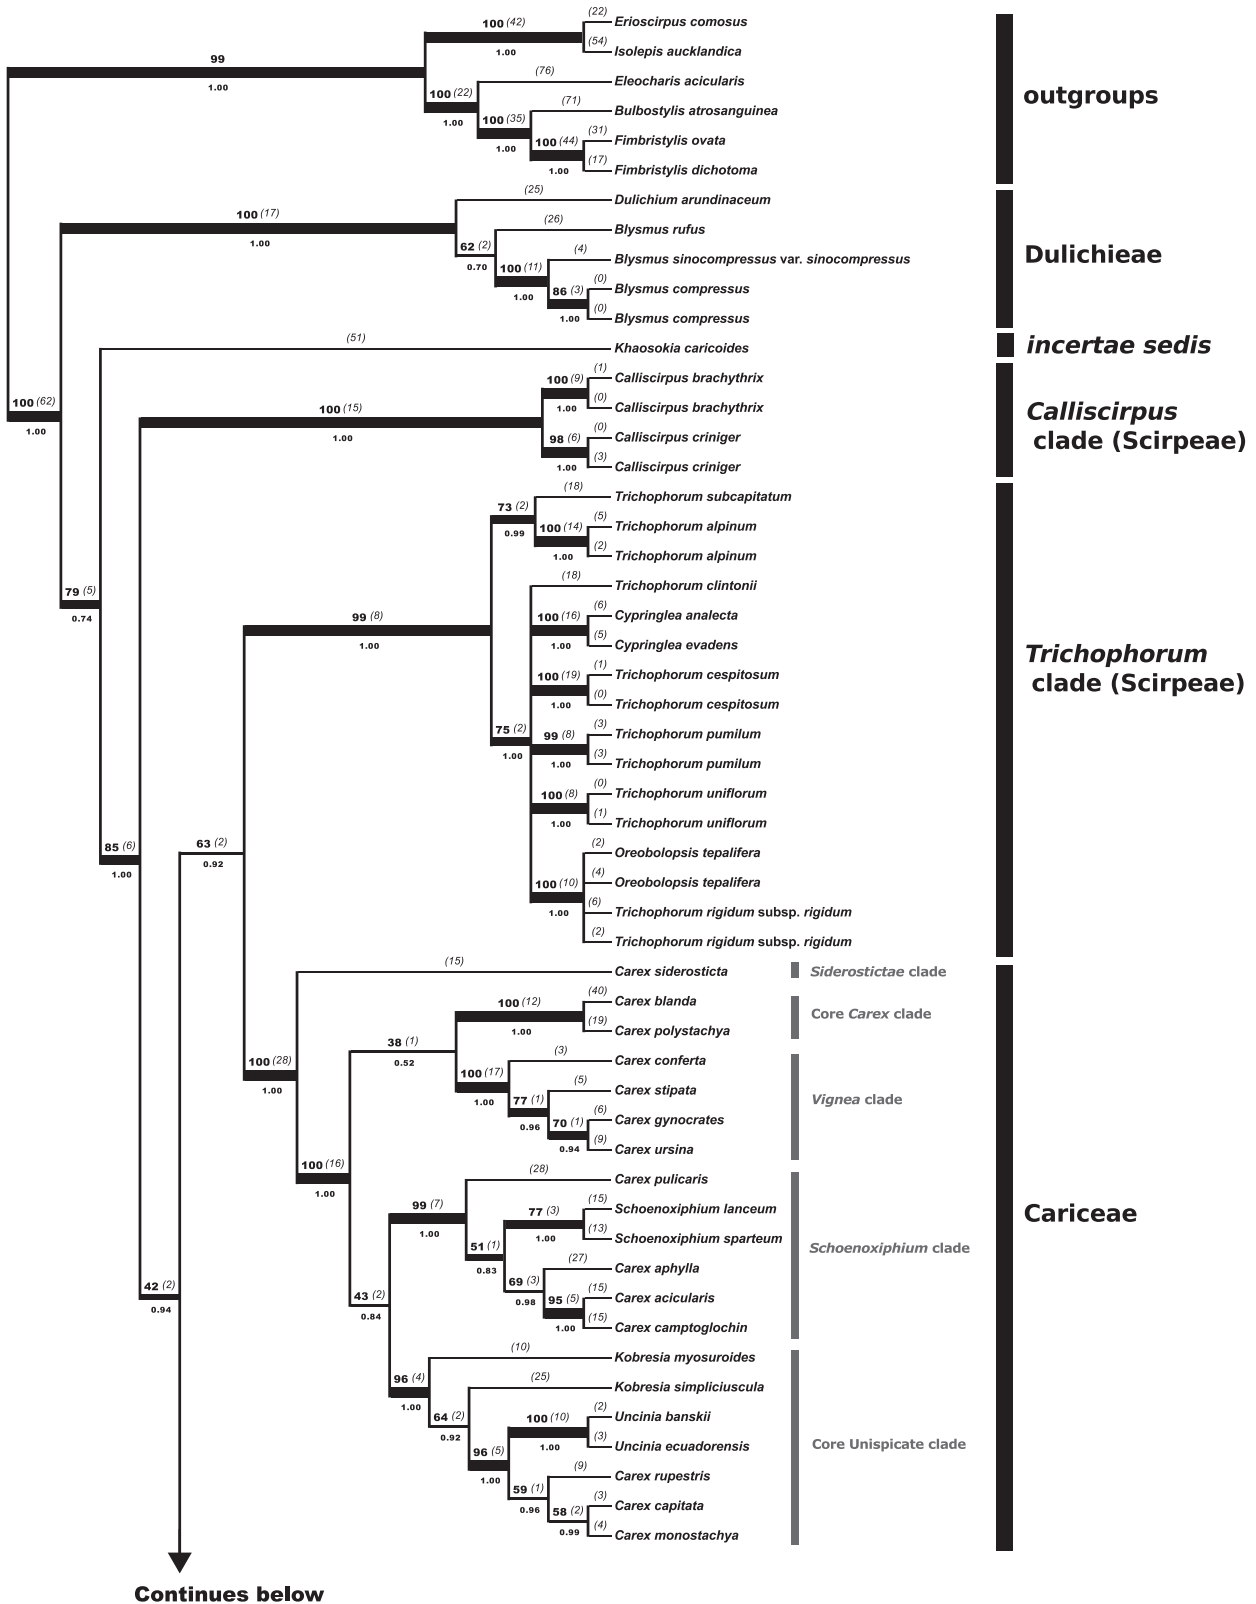 (22)
Erioscirpus comosus
100 (42)
1.00
(54)
Isolepis aucklandica
99
1.00
(76)
Eleocharis acicularis
100 (22)
1.00
(71)
Bulbostylis atrosanguinea
100 (35)
1.00
(31)
Fimbristylis ovata
100 (44)
1.00
(17)
Fimbristylis dichotoma
outgroups
(25)
Dulichium arundinaceum
100 (17)
1.00
(26)
Blysmus rufus
62 (2)
0.70
(4)
Blysmus sinocompressus var. sinocompressus
100 (11)
1.00
(0)
Blysmus compressus
86 (3)
1.00
(0)
Blysmus compressus
Dulichieae
(51)
Khaosokia caricoides
incertae sedis
(1)
Calliscirpus brachythrix
100 (9)
1.00
(0)
Calliscirpus brachythrix
100 (15)
1.00
100 (62)
1.00
(0)
Calliscirpus criniger
98 (6)
1.00
(3)
Calliscirpus criniger
Calliscirpus
clade (Scirpeae)
(18)
Trichophorum subcapitatum
73 (2)
0.99
(5)
Trichophorum alpinum
100 (14)
1.00
(2)
Trichophorum alpinum
(18)
Trichophorum clintonii
79 (5)
0.74
99 (8)
1.00
(6)
Cypringlea analecta
100 (16)
1.00
(5)
Cypringlea evadens
(1)
Trichophorum cespitosum
100 (19)
1.00
(0)
Trichophorum cespitosum
75 (2)
1.00
(3)
Trichophorum pumilum
99 (8)
1.00
(3)
Trichophorum pumilum
(0)
Trichophorum uniflorum
100 (8)
1.00
(1)
Trichophorum uniflorum
(2)
Oreobolopsis tepalifera
(4)
Oreobolopsis tepalifera
100 (10)
1.00
(6)
Trichophorum rigidum subsp. rigidum
(2)
Trichophorum rigidum subsp. rigidum
Trichophorum
clade (Scirpeae)
85 (6)
1.00
63 (2)
0.92
(15)
Carex siderosticta
Siderostictae clade
(40)
Carex blanda
100 (12)
1.00
(19)
Carex polystachya
Core Carex clade
38 (1)
0.52
100 (28)
1.00
(3)
Carex conferta
100 (17)
1.00
(5)
Carex stipata
77 (1)
0.96
(6)
Carex gynocrates
70 (1)
0.94
(9)
Carex ursina
Vignea clade
100 (16)
1.00
(28)
Carex pulicaris
99 (7)
1.00
(15)
Schoenoxiphium lanceum
77 (3)
1.00
(13)
Schoenoxiphium sparteum
51 (1)
0.83
(27)
Carex aphylla
69 (3)
0.98
(15)
Carex acicularis
95 (5)
1.00
(15)
Carex camptoglochin
Schoenoxiphium clade
Cariceae
42 (2)
0.94
43 (2)
0.84
(10)
Kobresia myosuroides
96 (4)
1.00
(25)
Kobresia simpliciuscula
64 (2)
0.92
(2)
Uncinia banskii
100 (10)
1.00
(3)
Uncinia ecuadorensis
96 (5)
1.00
(9)
Carex rupestris
59 (1)
0.96
(3)
Carex capitata
58 (2)
0.99
(4)
Carex monostachya
Core Unispicate clade
Continues below